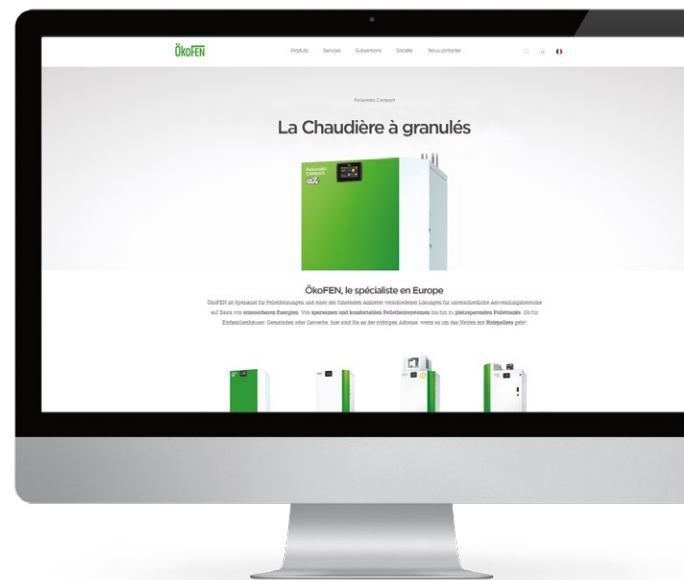 ÖkoFEN
Produits Services Subventions Société Nous contacter
Pellematic Compact
La Chaudière à granulés
Pellematic
Compact
ÖkoFEN, le spécialiste en Europe
ÖkoFEN ist Spezialist für Pelletheizungen und einer der führenden Anbieter verschiedener Lösungen für unterschiedliche Anwendungsbereiche
auf Basis von erneuerbaren Energien. Von sparsamen und komfortablen Pelletheizsystemen bis hin zu platzsparenden Pellettanks. Ob für
Einfamilienhäuser, Gemeinden oder Gewerbe, hier sind Sie an der richtigen Adresse, wenn es um das Heizen mit Holzpellets geht!